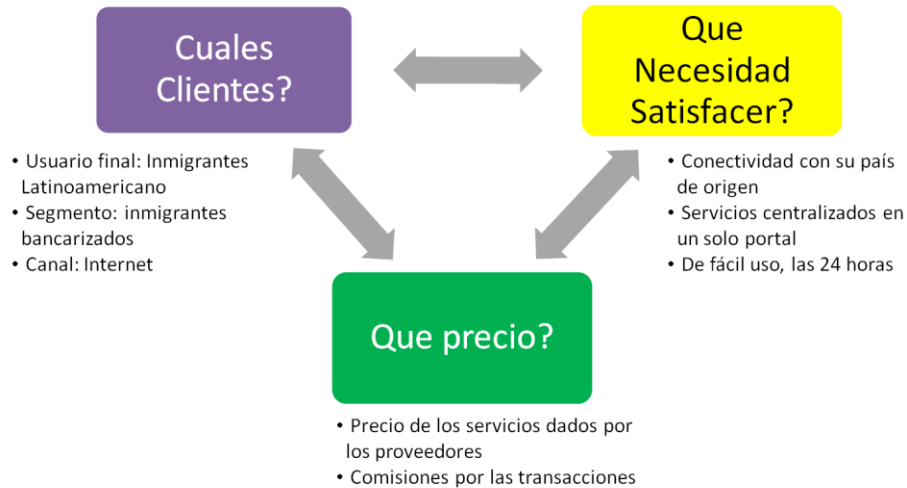 Cuales
Clientes?
• Usuario final: Inmigrantes
Latinoamericano
• Segmento: inmigrantes
bancarizados
• Canal: Internet
Que
Necesidad
Satisfacer?
• Conectividad con su país
de origen
• Servicios centralizados en
un solo portal
• De fácil uso, las 24 horas
Que precio?
• Precio de los servicios dados por
los proveedores
• Comisiones por las transacciones